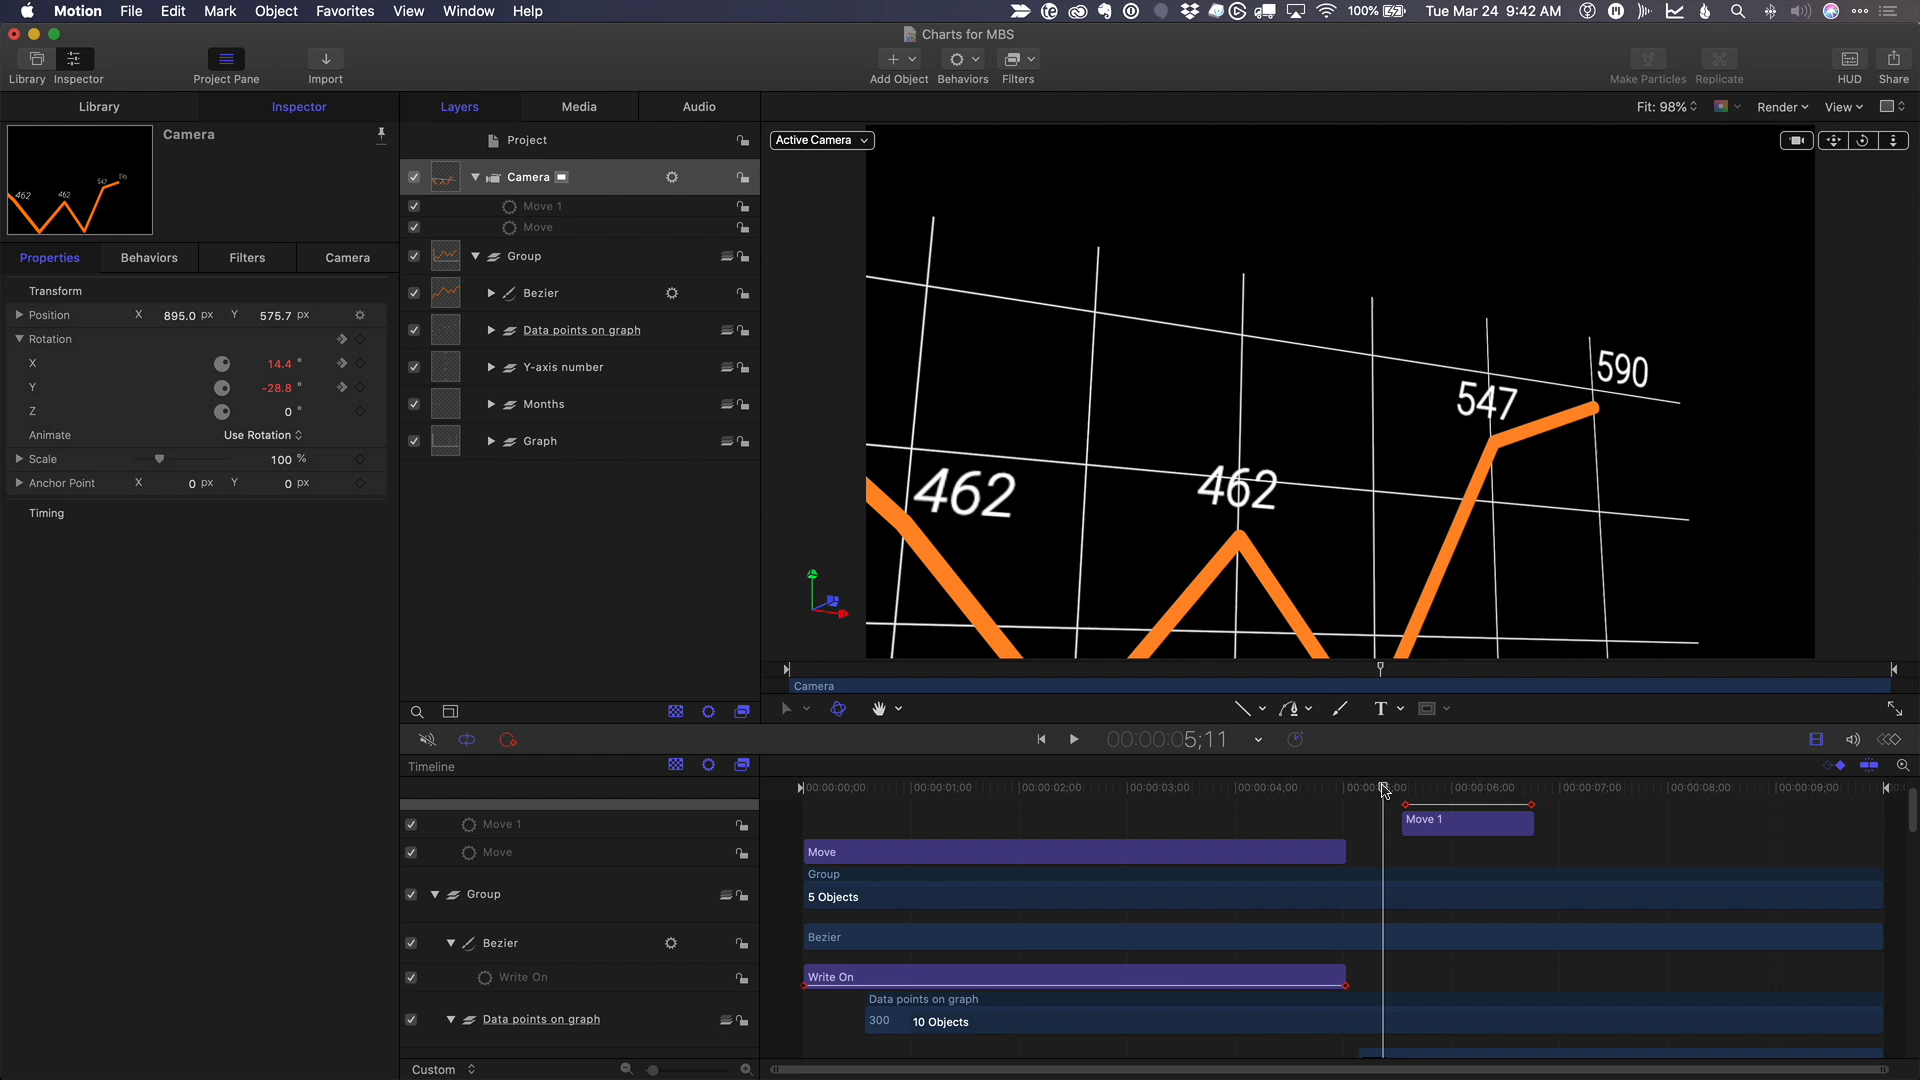 Motion File Edit Mark Object Favorites View Window Help 100% Tue Mar 24 9:42 AM
Charts for MBS
Library Inspector Project Pane Import Add Object Behaviors Filters Make Particles Replicate HUD Share
Library Inspector Layers Media Audio Fit: 98% Render View
Camera
Active Camera
Project
Camera
Move 1
Move
Group
Properties Behaviors Filters Camera
Bezier
Data points on graph
Y-axis number
Months
Graph
Transform
Position X 895.0 px Y 575.7 px
Rotation
X 14.4 °
Y -28.8 °
Z 0 °
Animate Use Rotation
Scale 100 %
Anchor Point X 0 px Y 0 px
Timing
462
462
547
590
462 462 547 590
Camera
T
00:00:05;11
Timeline
00:00:00;00 00:00:01;00 00:00:02;00 00:00:03;00 00:00:04;00 00:00:06;00 00:00:07;00 00:00:08;00 00:00:09;00
Move 1 Move 1
Move Move
Group
Group 5 Objects
Bezier Bezier
Write On Write On
Data points on graph
Data points on graph 300 10 Objects
Custom